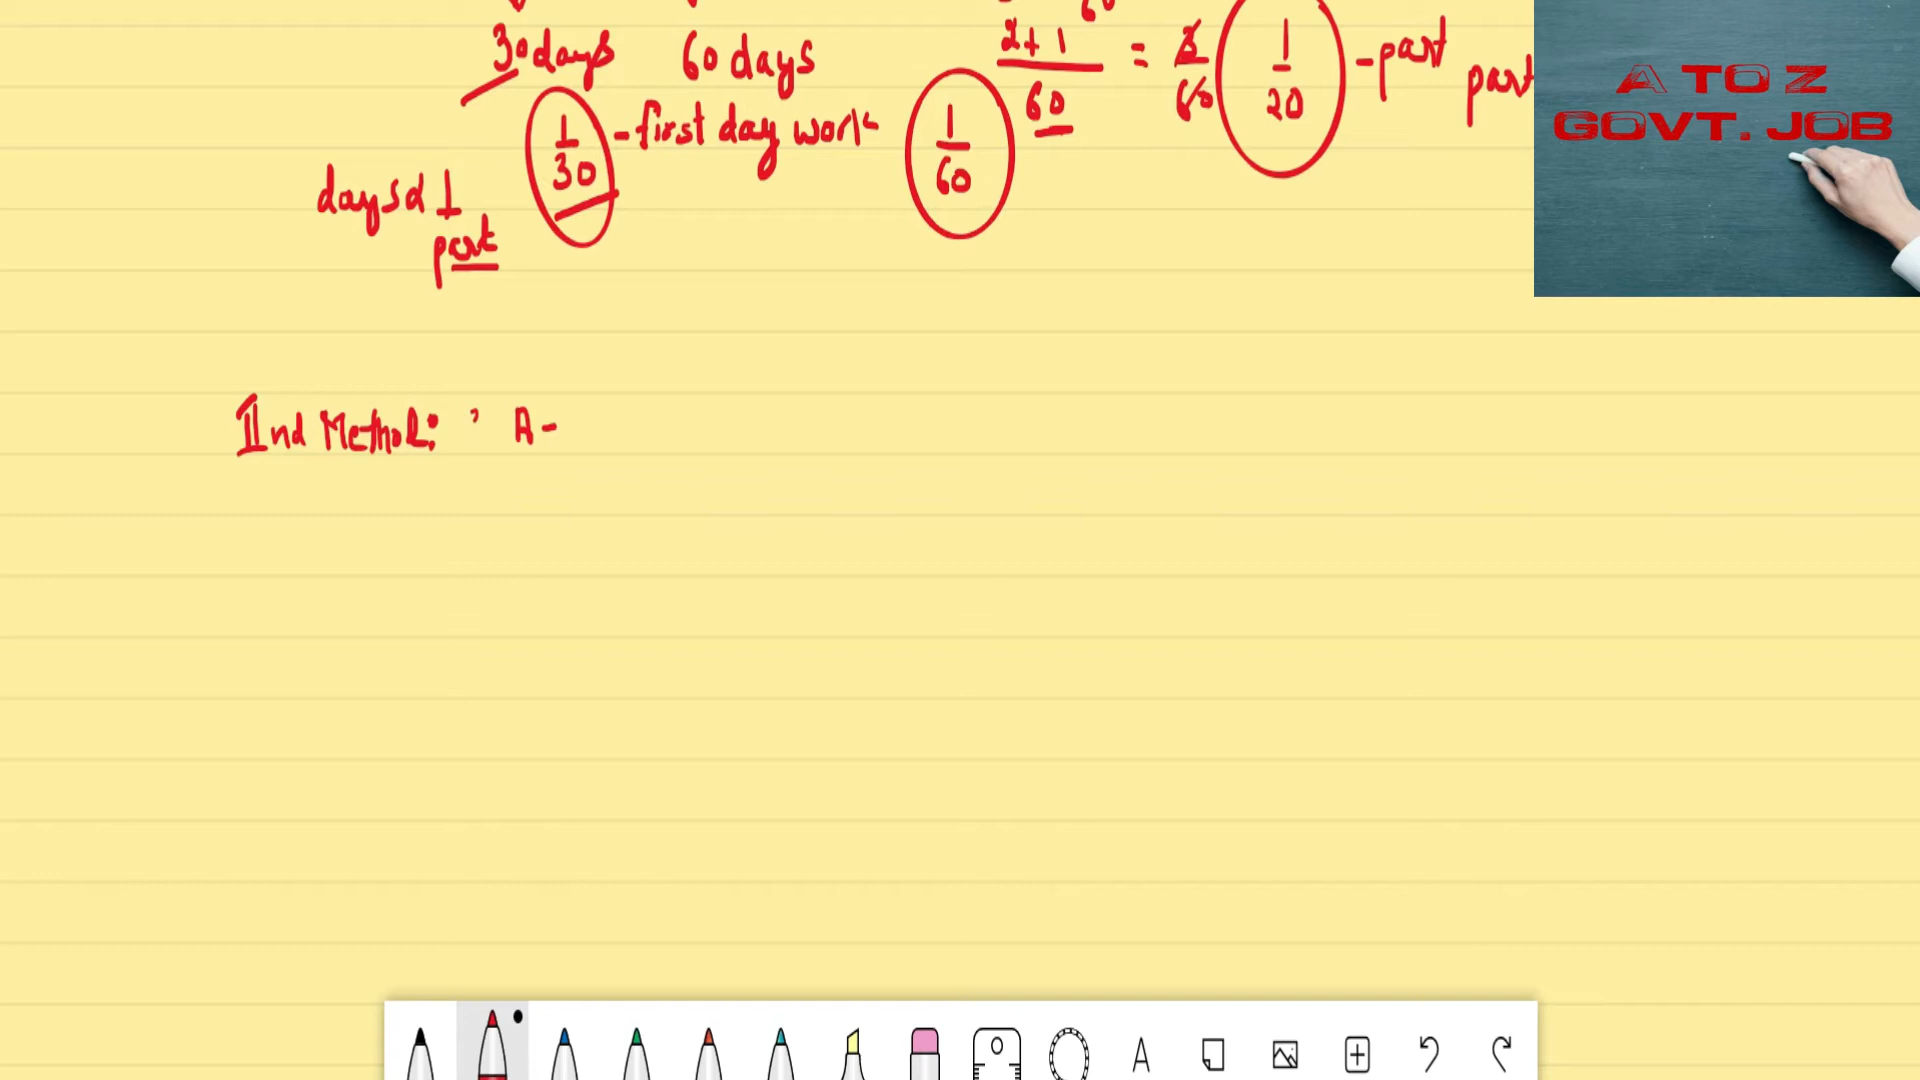 30 days 60 days 2+1 / 60 = 3 / 60 1 / 20 - part part
1 / 30 - first day work 1 / 60
days α 1 / part
IInd Method: ' A -
A TO Z
GOVT. JOB
A